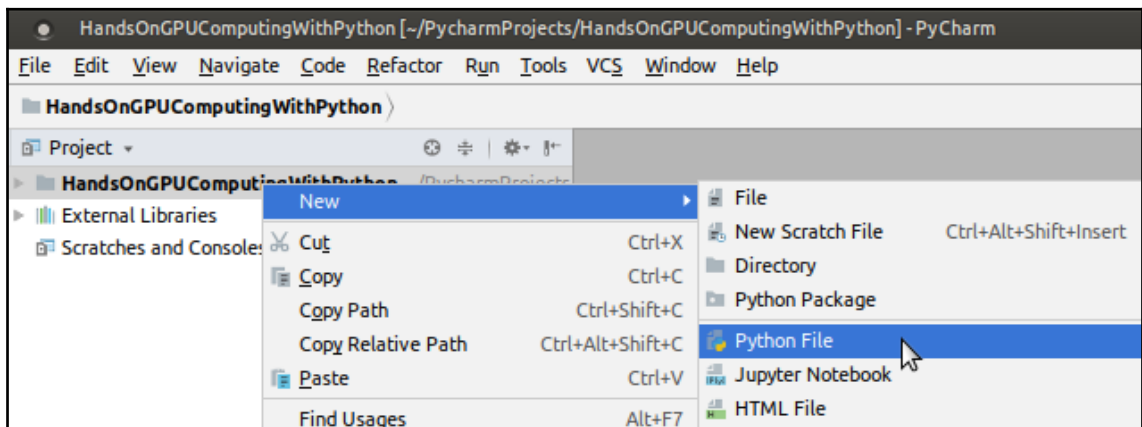 HandsOnGPUComputingWithPython [~/PycharmProjects/HandsOnGPUComputingWithPython] - PyCharm
File Edit View Navigate Code Refactor Run Tools VCS Window Help
HandsOnGPUComputingWithPython
Project
HandsOnGPUComputingWithPython ~/PycharmProjects
External Libraries
Scratches and Consoles
New
Cut Ctrl+X
Copy Ctrl+C
Copy Path Ctrl+Shift+C
Copy Relative Path Ctrl+Alt+Shift+C
Paste Ctrl+V
Find Usages Alt+F7
File
New Scratch File Ctrl+Alt+Shift+Insert
Directory
Python Package
Python File
Jupyter Notebook
HTML File